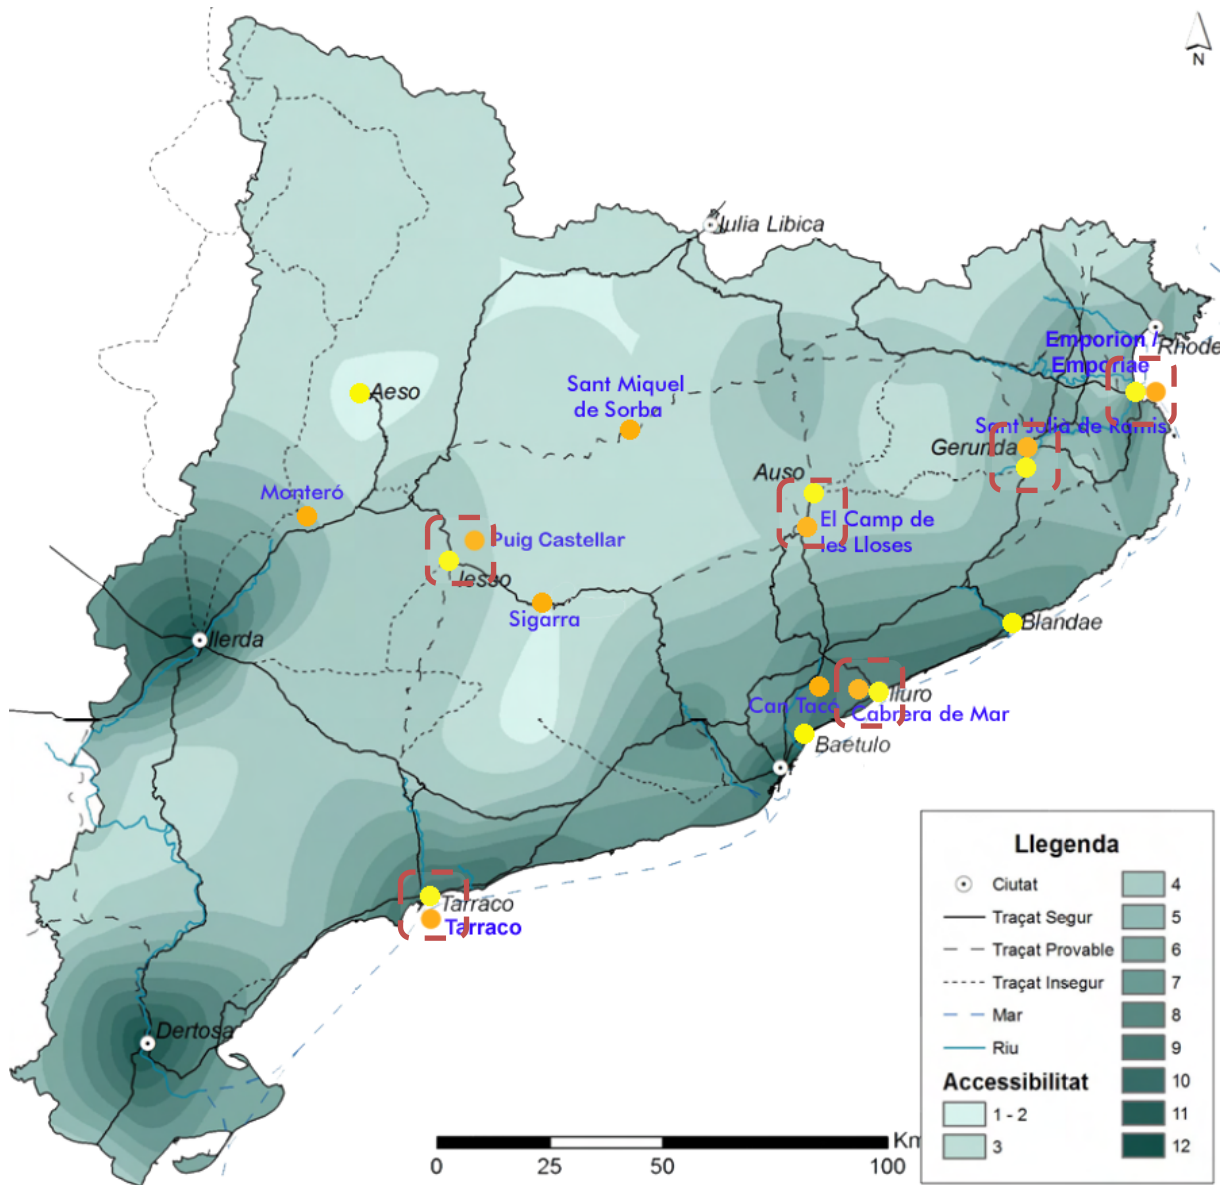 N
Iulia Libica
Emporion /
Emporiae
Rhode
Sant Miquel
de Sorba
Aeso
Sant Julià de Ramis
Gerunda
Auso
Monteró
El Camp de
les Lloses
Puig Castellar
Iesso
Sigarra
Blandae
Ilerda
Iluro
Can Tacó
Cabrera de Mar
Baetulo
Tarraco
Tarraco
Dertosa
Llegenda
Ciutat
Traçat Segur
Traçat Provable
Traçat Insegur
Mar
Riu
Accessibilitat
1 - 2
3
4
5
6
7
8
9
10
11
12
Km
0 25 50 100